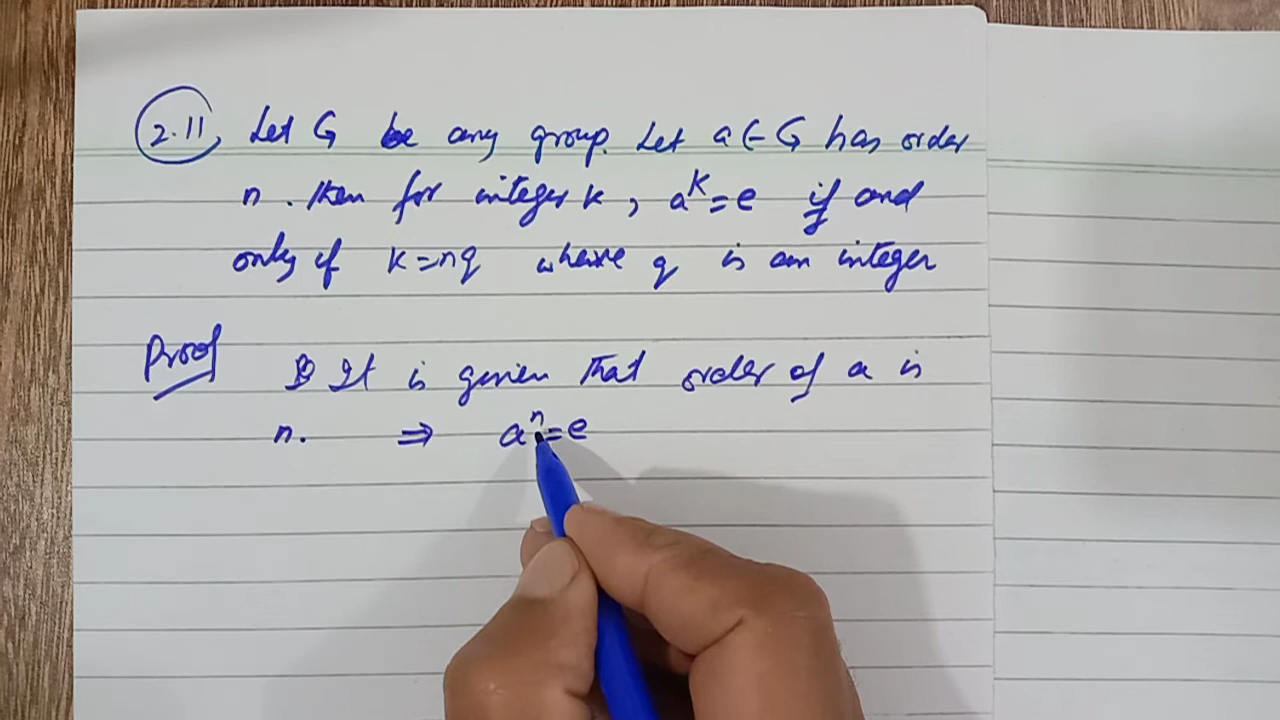 2.11, Let G be any group. Let a ∈ G has order
n. then for integer k, a^k = e if and
only if k = nq where q is an integer
Proof It is given that order of a is
n. ⇒ a^n = e